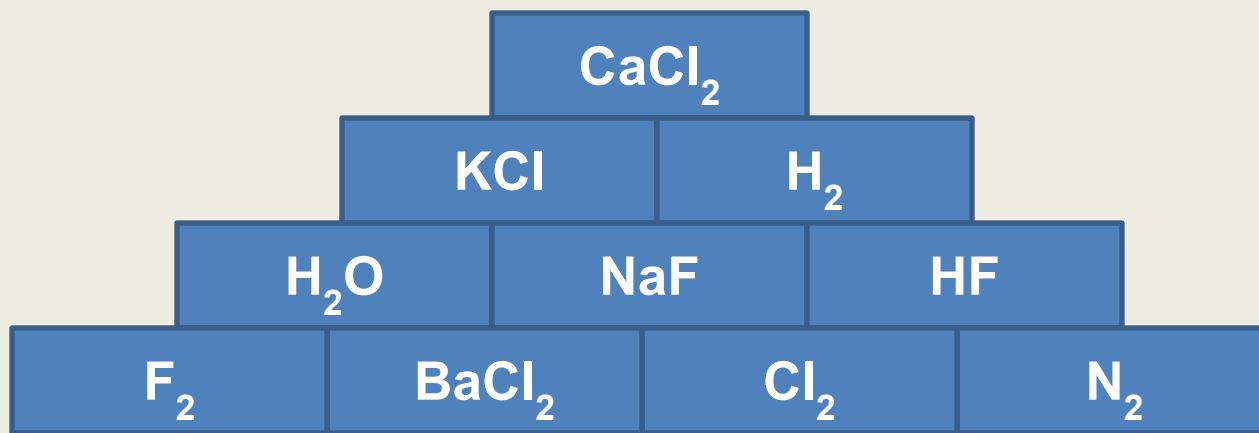 CaCl₂
KCl H₂
H₂O NaF HF
F₂ BaCl₂ Cl₂ N₂